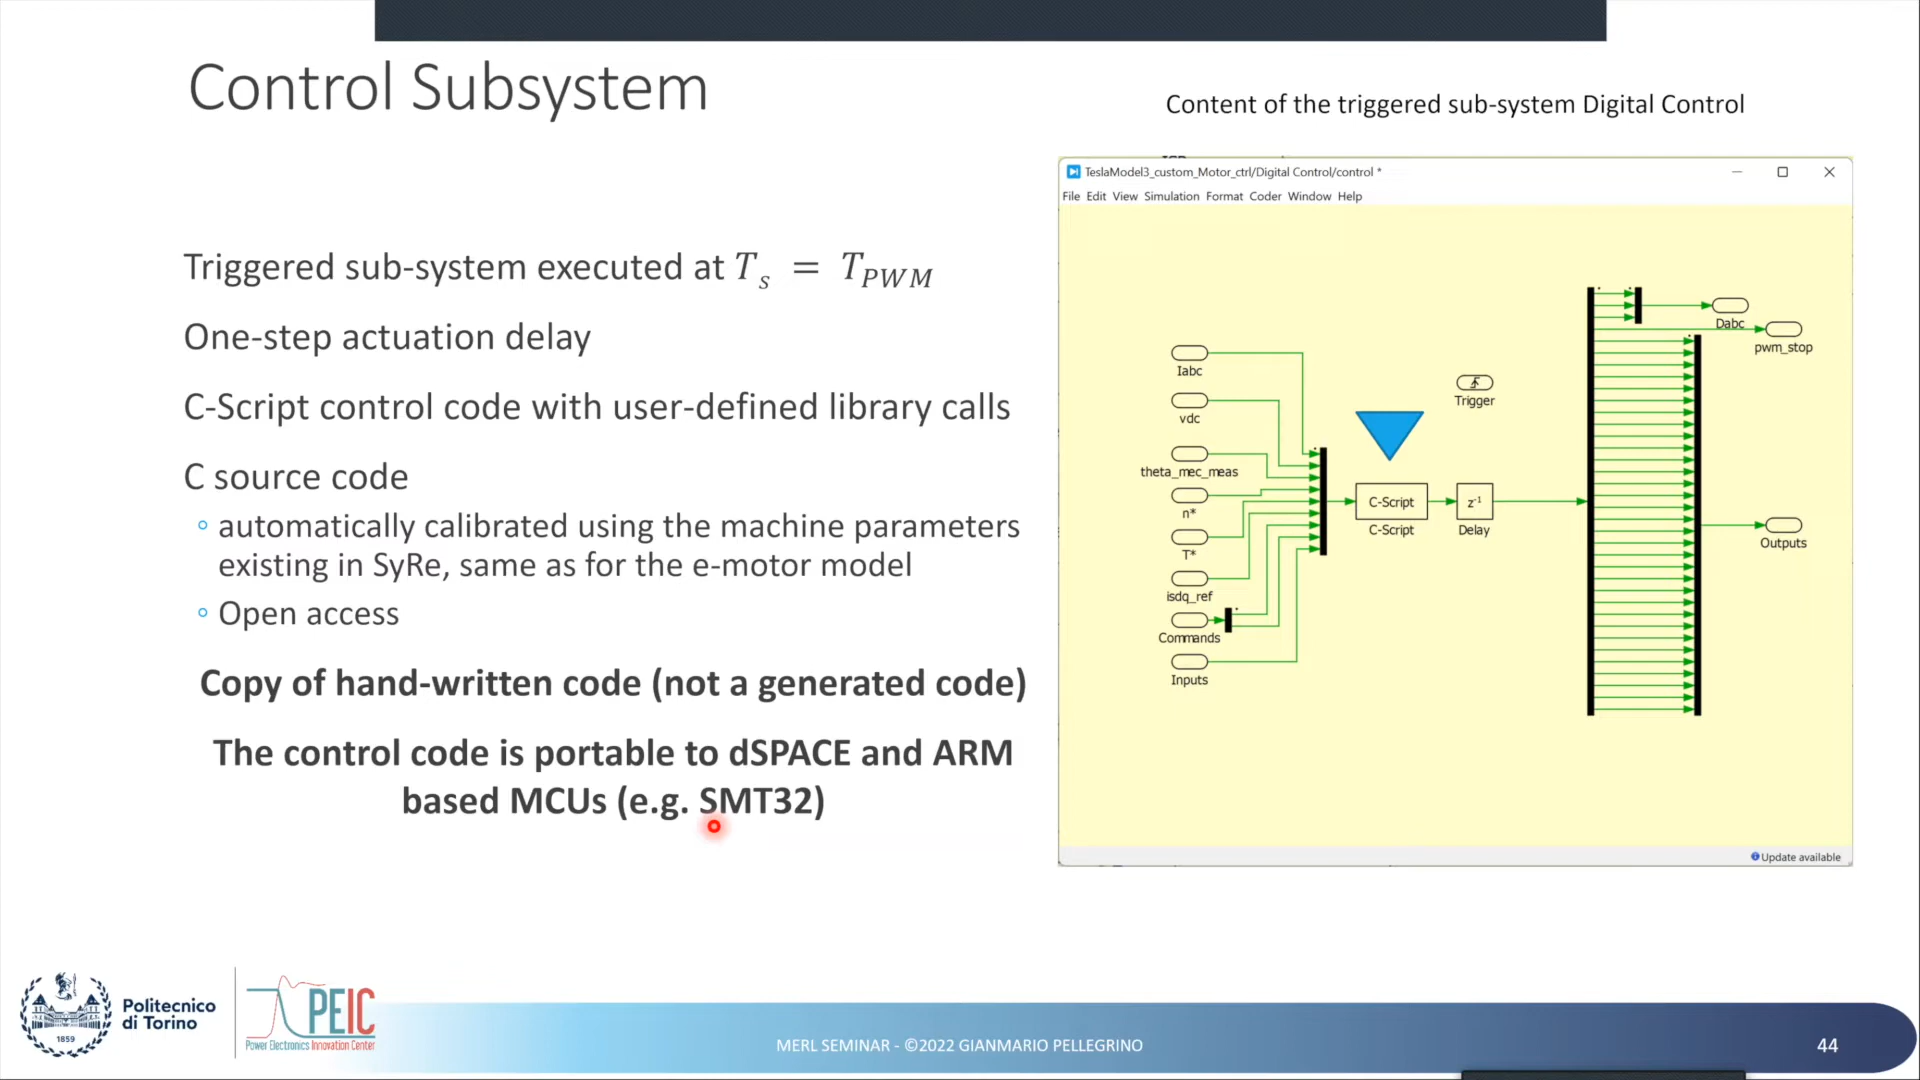 Control Subsystem
Content of the triggered sub-system Digital Control
Triggered sub-system executed at T_s = T_PWM
One-step actuation delay
C-Script control code with user-defined library calls
C source code
automatically calibrated using the machine parameters
existing in SyRe, same as for the e-motor model
Open access
Copy of hand-written code (not a generated code)
The control code is portable to dSPACE and ARM
based MCUs (e.g. SMT32)
TeslaModel3_custom_Motor_ctrl/Digital Control/control *
File Edit View Simulation Format Coder Window Help
Iabc
vdc
theta_mec_meas
n*
T*
isdq_ref
Commands
Inputs
Trigger
C-Script
C-Script
z-1
Delay
Dabc
pwm_stop
Outputs
Update available
Politecnico
di Torino
1859
PEIC
Power Electronics Innovation Center
MERL SEMINAR - ©2022 GIANMARIO PELLEGRINO
44